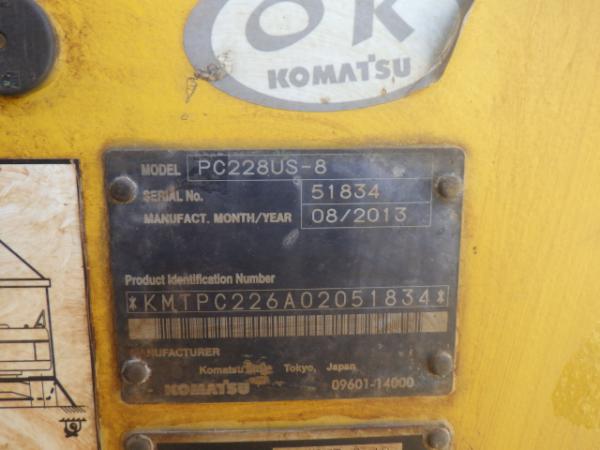 OK
KOMATSU
MODEL PC228US-8
SERIAL No. 51834
MANUFACT. MONTH/YEAR 08/2013
Product Identification Number
*KMTPC226A02051834*
MANUFACTURER
Komatsu Tokyo, Japan
KOMATSU 09601-14000